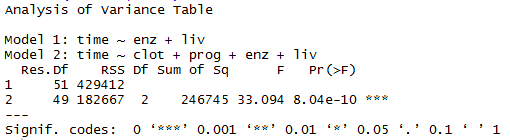 Analysis of Variance Table

Model 1: time ~ enz + liv
Model 2: time ~ clot + prog + enz + liv
  Res.Df    RSS Df Sum of Sq      F   Pr(>F)
1     51 429412
2     49 182667  2    246745 33.094 8.04e-10 ***
---
Signif. codes:  0 ‘***’ 0.001 ‘**’ 0.01 ‘*’ 0.05 ‘.’ 0.1 ‘ ’ 1